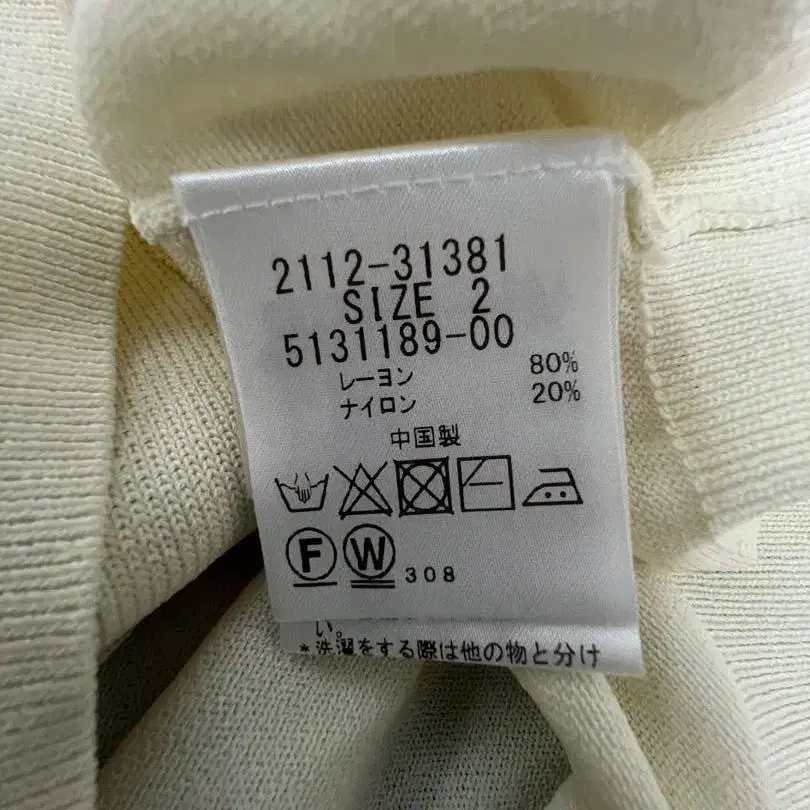 2112-31381
SIZE 2
5131189-00
レーヨン 80%
ナイロン 20%
中国製
F W 308
い。
*洗濯をする際は他の物と分け